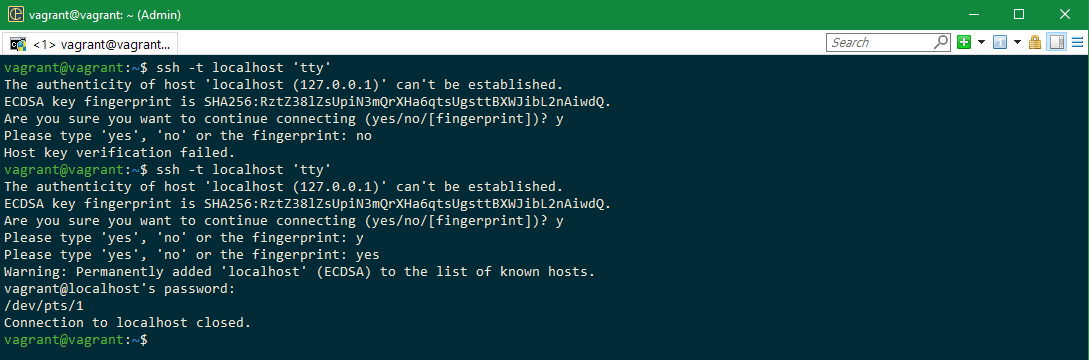 vagrant@vagrant: ~ (Admin)
<1> vagrant@vagrant...
Search
vagrant@vagrant:~$ ssh -t localhost 'tty'
The authenticity of host 'localhost (127.0.0.1)' can't be established.
ECDSA key fingerprint is SHA256:RztZ38lZsUpiN3mQrXHa6qtsUgsttBXWJibL2nAiwdQ.
Are you sure you want to continue connecting (yes/no/[fingerprint])? y
Please type 'yes', 'no' or the fingerprint: no
Host key verification failed.
vagrant@vagrant:~$ ssh -t localhost 'tty'
The authenticity of host 'localhost (127.0.0.1)' can't be established.
ECDSA key fingerprint is SHA256:RztZ38lZsUpiN3mQrXHa6qtsUgsttBXWJibL2nAiwdQ.
Are you sure you want to continue connecting (yes/no/[fingerprint])? y
Please type 'yes', 'no' or the fingerprint: y
Please type 'yes', 'no' or the fingerprint: yes
Warning: Permanently added 'localhost' (ECDSA) to the list of known hosts.
vagrant@localhost's password:
/dev/pts/1
Connection to localhost closed.
vagrant@vagrant:~$